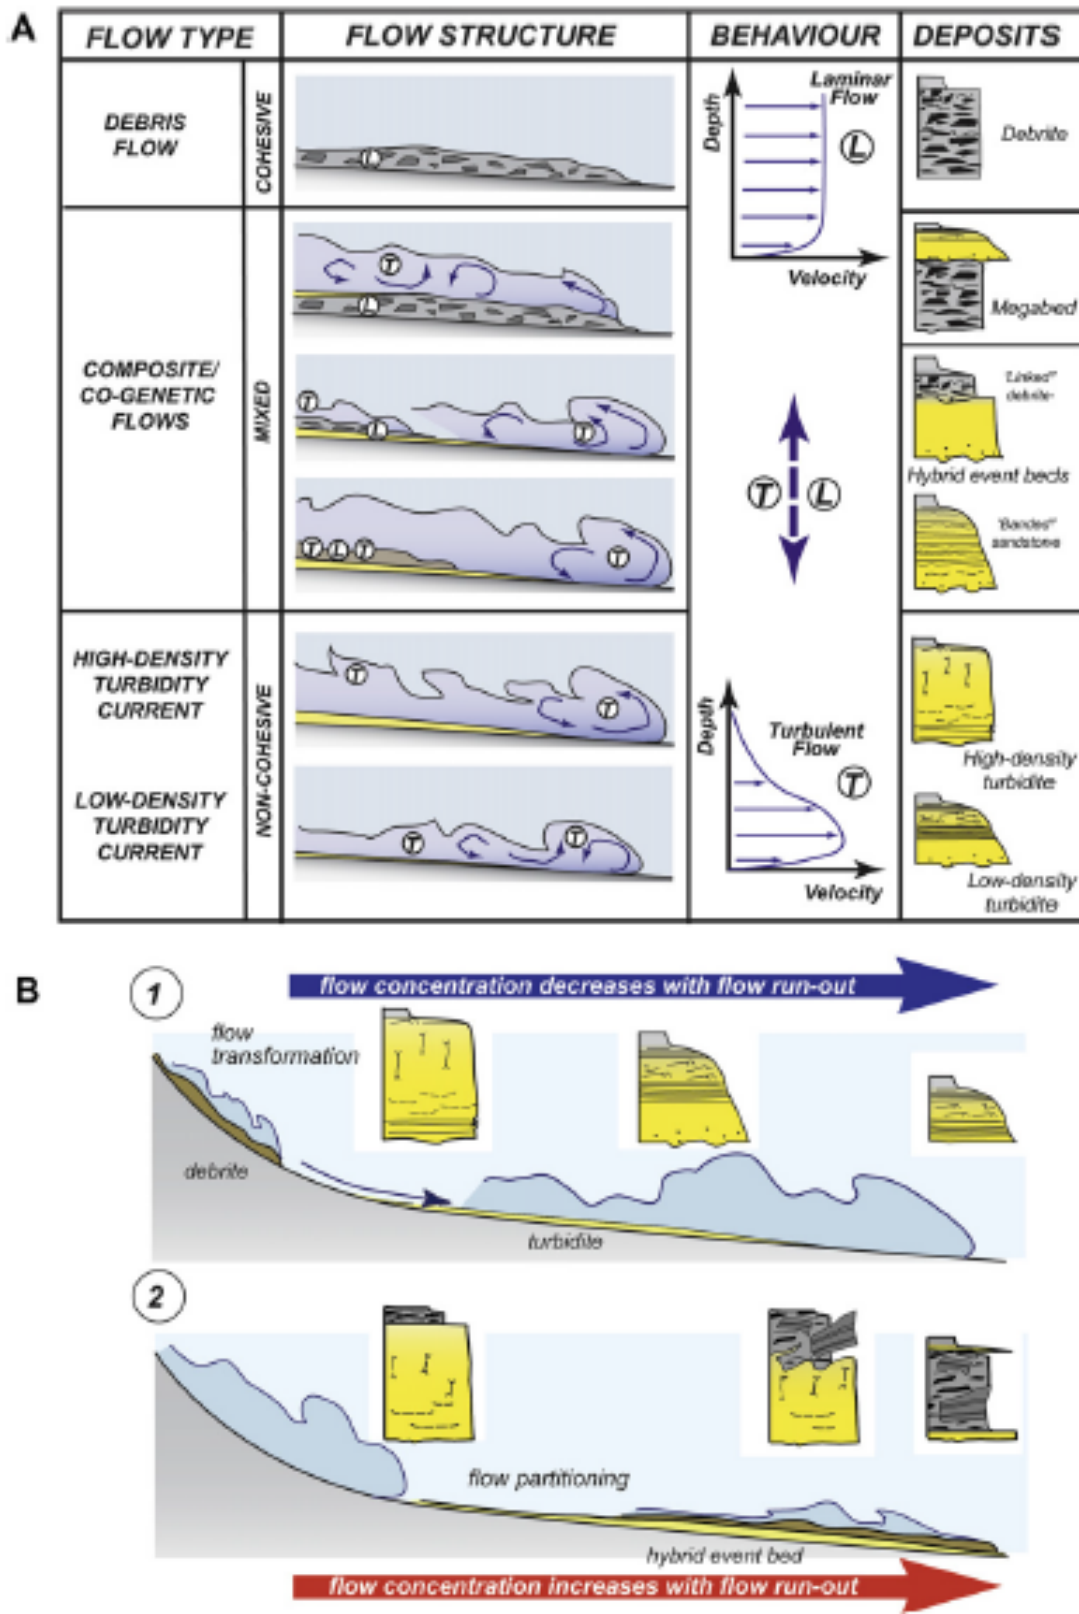 A
FLOW TYPE
FLOW STRUCTURE
BEHAVIOUR
DEPOSITS
DEBRIS
FLOW
COHESIVE
L
Depth
Laminar
Flow
L
Velocity
Debrite
COMPOSITE/
CO-GENETIC
FLOWS
MIXED
T
L
T
L
T
T L T
T
T L
Megabed
"Linked"
debrite
Hybrid event beds
"Banded"
sandstone
HIGH-DENSITY
TURBIDITY
CURRENT
LOW-DENSITY
TURBIDITY
CURRENT
NON-COHESIVE
T
T
T
T
Depth
Turbulent
Flow
T
Velocity
High-density
turbidite
Low-density
turbidite
B
1
flow concentration decreases with flow run-out
flow
transformation
debrite
turbidite
2
flow partitioning
hybrid event bed
flow concentration increases with flow run-out